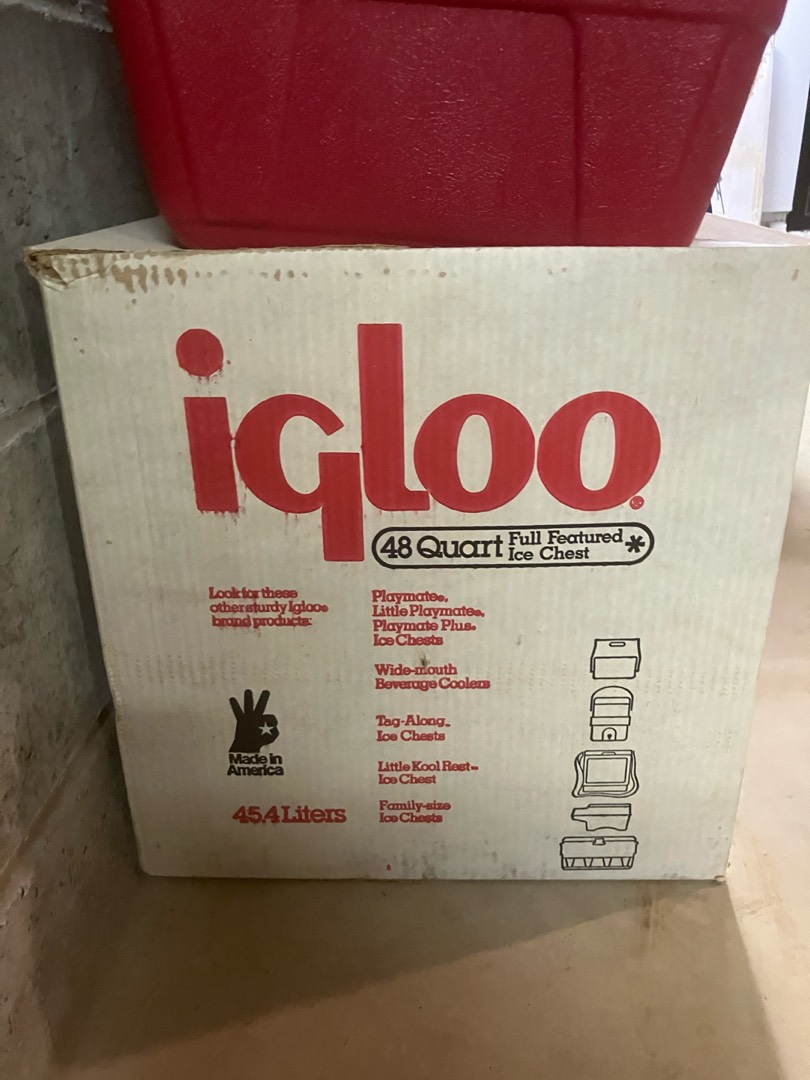 igloo®
48 Quart Full Featured
Ice Chest *
Look for these
other sturdy Igloo®
brand products:
Playmate®,
Little Playmate®,
Playmate Plus®
Ice Chests
Wide-mouth
Beverage Coolers
Tag-Along™
Ice Chests
Little Kool Rest™
Ice Chest
Family-size
Ice Chests
Made in
America
45,4 Liters